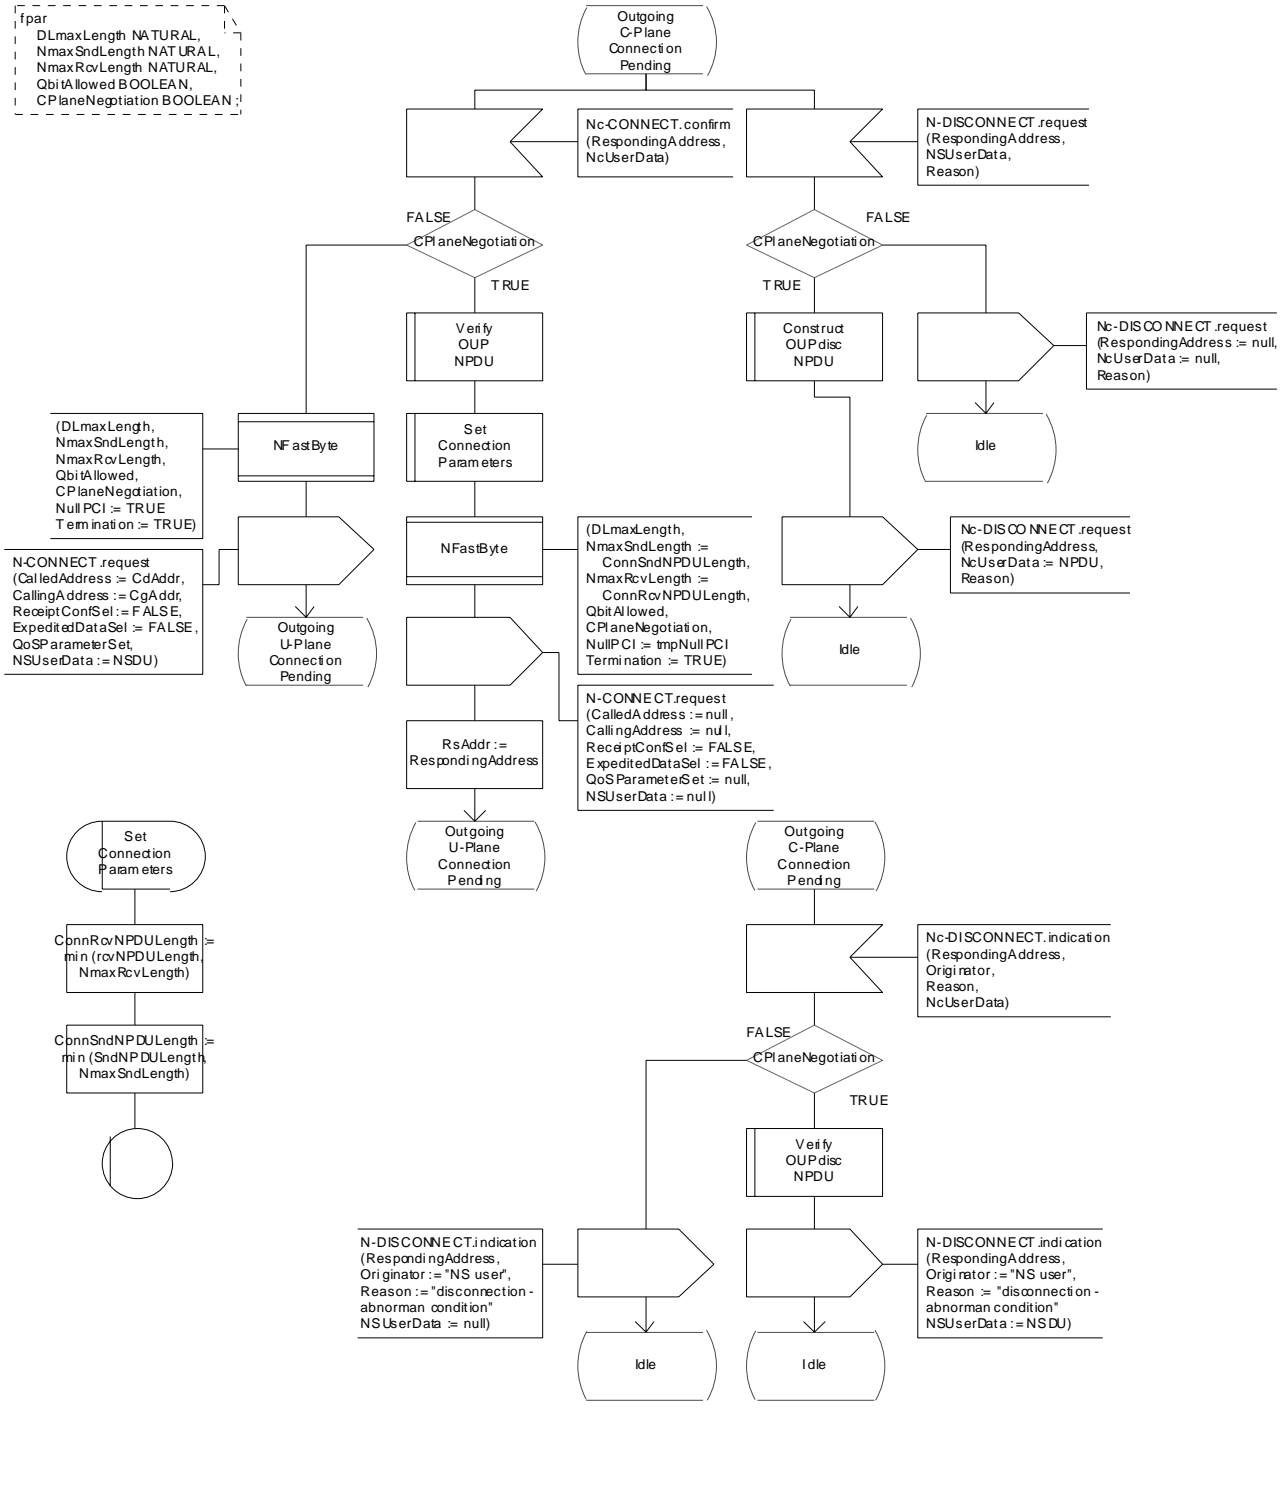 fpar
DLmaxLength NATURAL,
NmaxSndLength NATURAL,
NmaxRcvLength NATURAL,
QbitAllowed BOOLEAN,
CPlaneNegotiation BOOLEAN ;
Outgoing
C-Plane
Connection
Pending
Nc-CONNECT.confirm
(RespondingAddress,
NcUserData)
N-DISCONNECT.request
(RespondingAddress,
NSUserData,
Reason)
FALSE
CPlaneNegotiation
TRUE
FALSE
CPlaneNegotiation
TRUE
Verify
OUP
NPDU
Construct
OUPdisc
NPDU
Nc-DISCONNECT.request
(RespondingAddress := null,
NcUserData := null,
Reason)
(DLmaxLength,
NmaxSndLength,
NmaxRcvLength,
QbitAllowed,
CPlaneNegotiation,
NullPCI := TRUE
Termination := TRUE)
NFastByte
Set
Connection
Parameters
Idle
N-CONNECT.request
(CalledAddress := CdAddr,
CallingAddress := CgAddr,
ReceiptConfSel := FALSE,
ExpeditedDataSel := FALSE,
QoSParameterSet,
NSUserData := NSDU)
NFastByte
(DLmaxLength,
NmaxSndLength :=
ConnSndNPDULength,
NmaxRcvLength :=
ConnRcvNPDULength,
QbitAllowed,
CPlaneNegotiation,
NullPCI := tmpNullPCI
Termination := TRUE)
Nc-DISCONNECT.request
(RespondingAddress,
NcUserData := NPDU,
Reason)
Outgoing
U-Plane
Connection
Pending
Idle
N-CONNECT.request
(CalledAddress := null,
CallingAddress := null,
ReceiptConfSel := FALSE,
ExpeditedDataSel := FALSE,
QoSParameterSet := null,
NSUserData := null)
RsAddr :=
RespondingAddress
Set
Connection
Parameters
Outgoing
U-Plane
Connection
Pending
Outgoing
C-Plane
Connection
Pending
ConnRcvNPDULength :=
min (rcvNPDULength,
NmaxRcvLength)
Nc-DISCONNECT.indication
(RespondingAddress,
Originator,
Reason,
NcUserData)
ConnSndNPDULength :=
min (SndNPDULength,
NmaxSndLength)
FALSE
CPlaneNegotiation
TRUE
Verify
OUPdisc
NPDU
N-DISCONNECT.indication
(RespondingAddress,
Originator := "NS user",
Reason := "disconnection -
abnorman condition"
NSUserData := null)
N-DISCONNECT.indication
(RespondingAddress,
Originator := "NS user",
Reason := "disconnection -
abnorman condition"
NSUserData := NSDU)
Idle
Idle